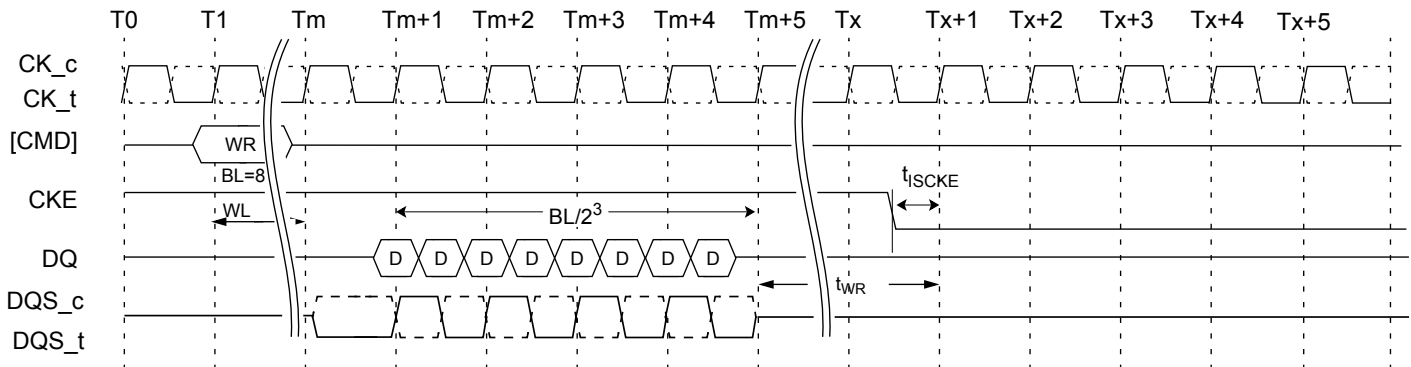 T0 T1 Tm Tm+1 Tm+2 Tm+3 Tm+4 Tm+5 Tx Tx+1 Tx+2 Tx+3 Tx+4 Tx+5
CK_c
CK_t
[CMD] WR
BL=8
CKE tISCKE
WL BL/2³
DQ D D D D D D D D
DQS_c tWR
DQS_t